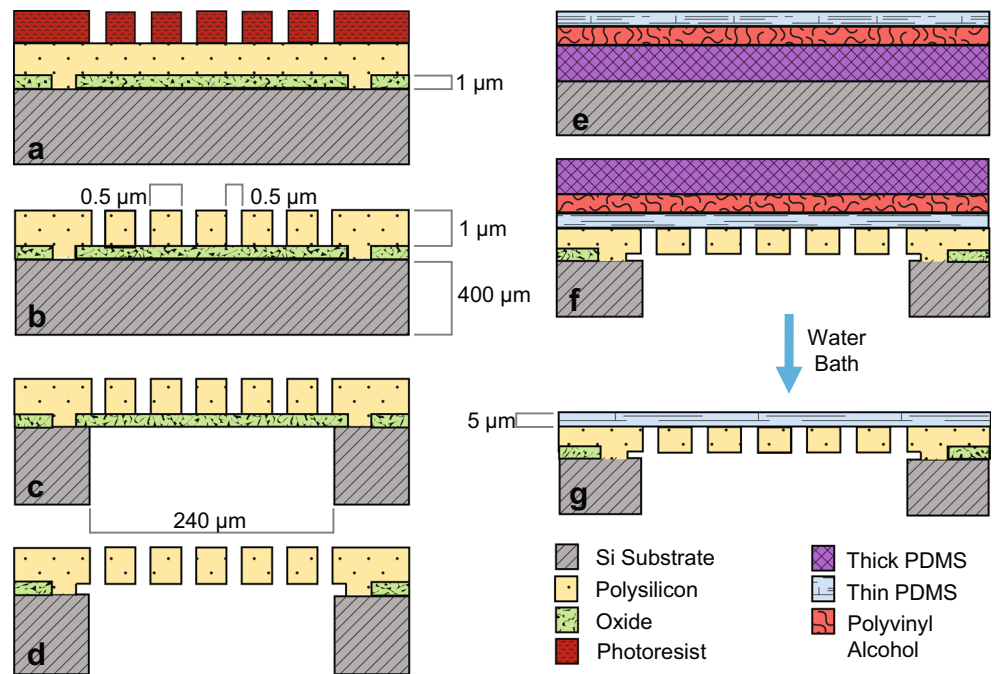 1 µm
a
0.5 µm
0.5 µm
1 µm
400 µm
b
c
240 µm
d
e
f
Water
Bath
5 µm
g
Si Substrate
Polysilicon
Oxide
Photoresist
Thick PDMS
Thin PDMS
Polyvinyl
Alcohol